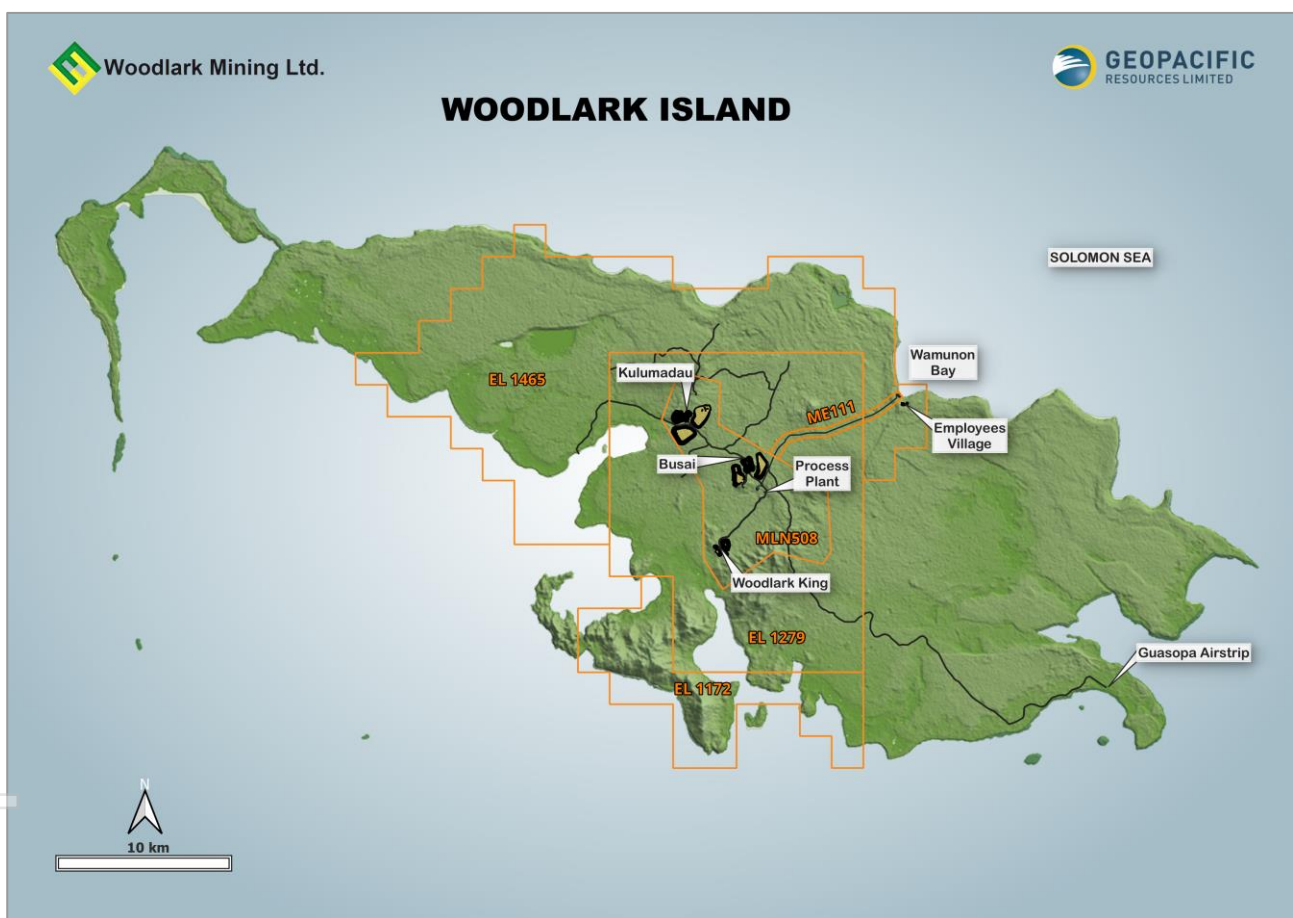 Woodlark Mining Ltd.
GEOPACIFIC
RESOURCES LIMITED
WOODLARK ISLAND
SOLOMON SEA
Wamunon
Bay
Kulumadau
EL 1465
ME111
Employees
Village
Busai
Process
Plant
MLN508
Woodlark King
EL 1279
Guasopa Airstrip
EL 1172
N
10 km